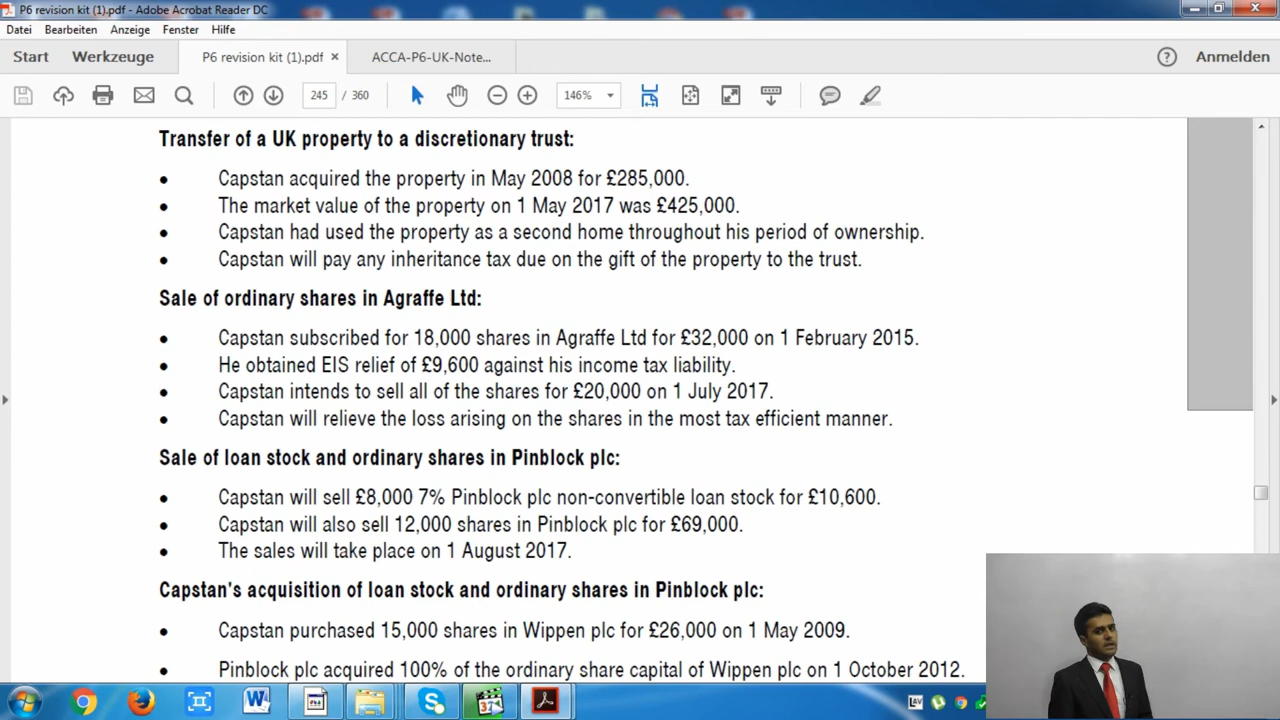 P6 revision kit (1).pdf - Adobe Acrobat Reader DC
Datei Bearbeiten Anzeige Fenster Hilfe
Start Werkzeuge P6 revision kit (1).pdf × ACCA-P6-UK-Note... ? Anmelden
245 / 360 146%
Transfer of a UK property to a discretionary trust:
• Capstan acquired the property in May 2008 for £285,000.
• The market value of the property on 1 May 2017 was £425,000.
• Capstan had used the property as a second home throughout his period of ownership.
• Capstan will pay any inheritance tax due on the gift of the property to the trust.
Sale of ordinary shares in Agraffe Ltd:
• Capstan subscribed for 18,000 shares in Agraffe Ltd for £32,000 on 1 February 2015.
• He obtained EIS relief of £9,600 against his income tax liability.
• Capstan intends to sell all of the shares for £20,000 on 1 July 2017.
• Capstan will relieve the loss arising on the shares in the most tax efficient manner.
Sale of loan stock and ordinary shares in Pinblock plc:
• Capstan will sell £8,000 7% Pinblock plc non-convertible loan stock for £10,600.
• Capstan will also sell 12,000 shares in Pinblock plc for £69,000.
• The sales will take place on 1 August 2017.
Capstan's acquisition of loan stock and ordinary shares in Pinblock plc:
• Capstan purchased 15,000 shares in Wippen plc for £26,000 on 1 May 2009.
• Pinblock plc acquired 100% of the ordinary share capital of Wippen plc on 1 October 2012.
LAV